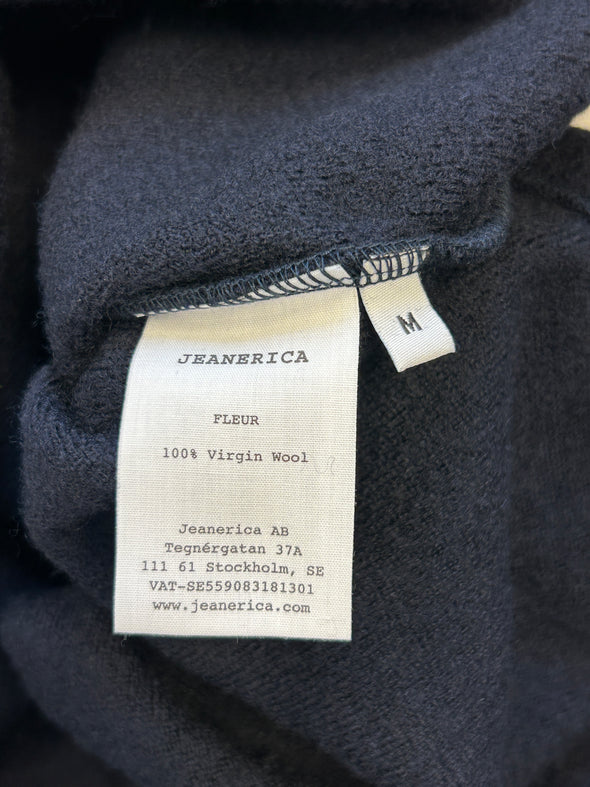 JEANERICA
M
FLEUR
100% Virgin Wool
Jeanerica AB
Tegnérgatan 37A
111 61 Stockholm, SE
VAT-SE559083181301
www.jeanerica.com